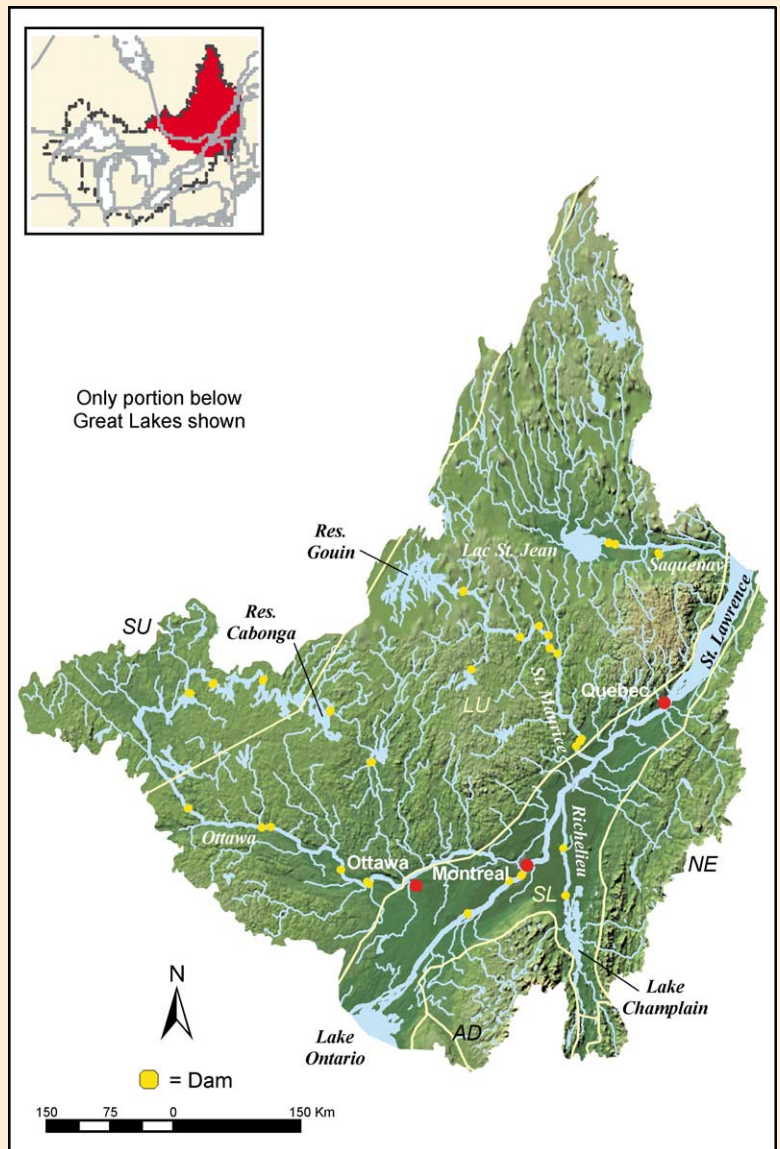 Only portion below
Great Lakes shown
Res.
Gouin
Lac St. Jean
Saquenay
St. Lawrence
SU
Res.
Cabonga
Quebec
LU
St. Maurice
Ottawa
Ottawa
Montreal
Richelieu
SL
NE
Lake
Champlain
N
Lake
Ontario
AD
= Dam
150 75 0 150 Km